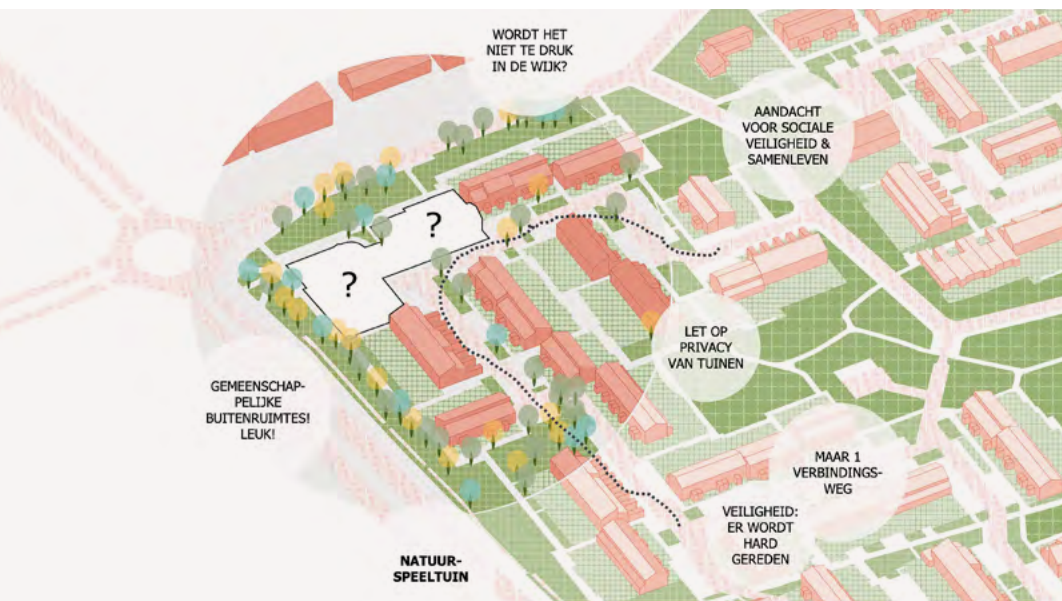 WORDT HET
NIET TE DRUK
IN DE WIJK?
AANDACHT
VOOR SOCIALE
VEILIGHEID &
SAMENLEVEN
?
?
LET OP
PRIVACY
VAN TUINEN
GEMEENSCHAP-
PELIJKE
BUITENRUIMTES!
LEUK!
MAAR 1
VERBINDINGS-
WEG
VEILIGHEID:
ER WORDT
HARD
GEREDEN
NATUUR-
SPEELTUIN